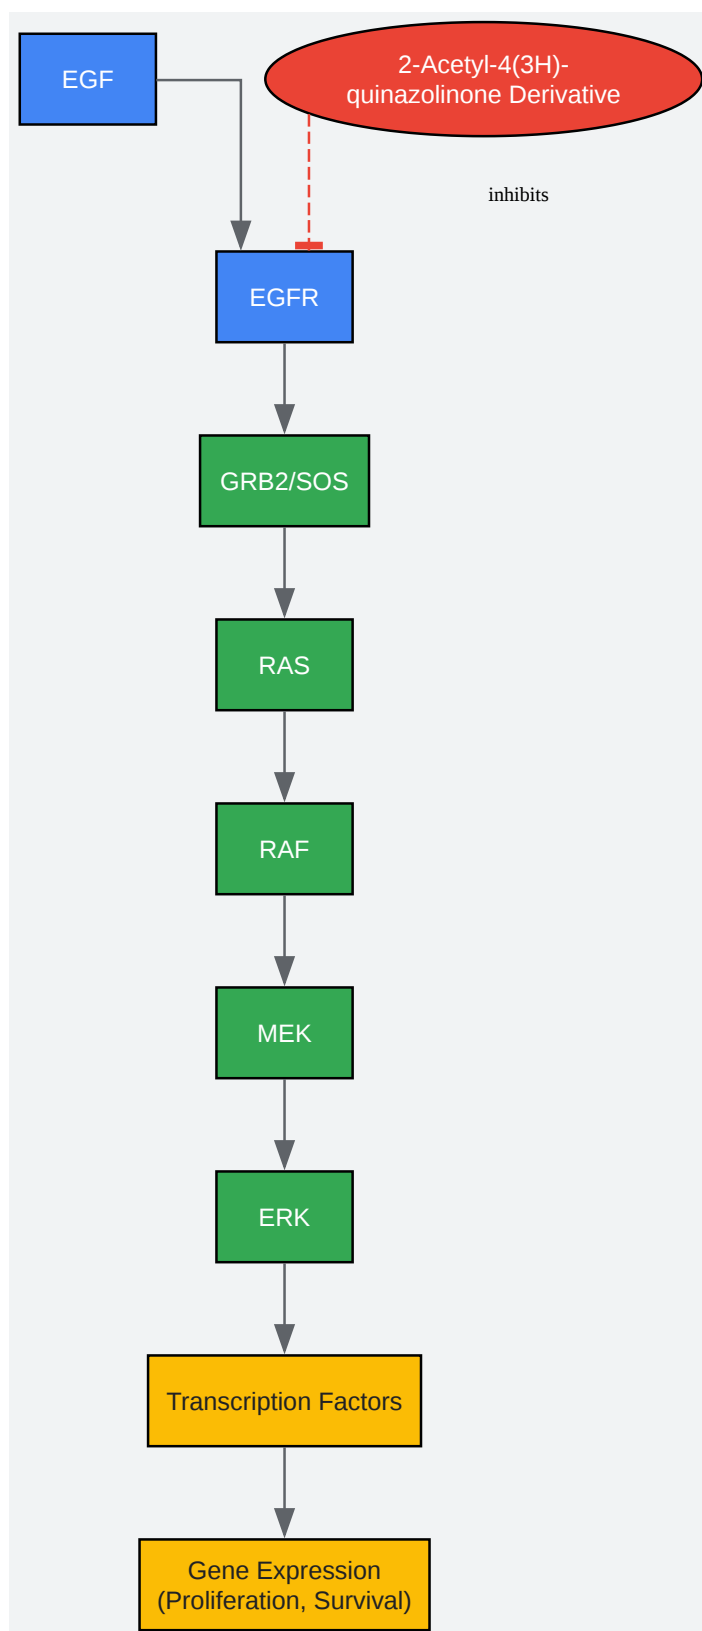 EGF
2-Acetyl-4(3H)-
quinazolinone Derivative
inhibits
EGFR
GRB2/SOS
RAS
RAF
MEK
ERK
Transcription Factors
Gene Expression
(Proliferation, Survival)